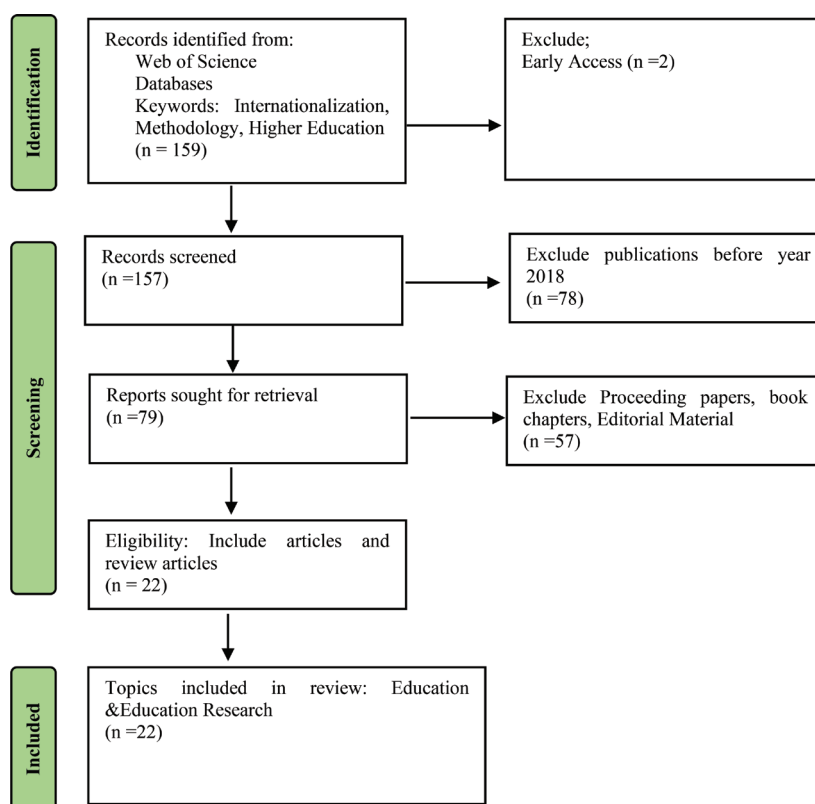 Identification
Records identified from:
Web of Science
Databases
Keywords: Internationalization,
Methodology, Higher Education
(n = 159)
Exclude;
Early Access (n =2)
Screening
Records screened
(n =157)
Exclude publications before year
2018
(n =78)
Reports sought for retrieval
(n =79)
Exclude Proceeding papers, book
chapters, Editorial Material
(n =57)
Eligibility: Include articles and
review articles
(n = 22)
Included
Topics included in review: Education
&Education Research
(n =22)